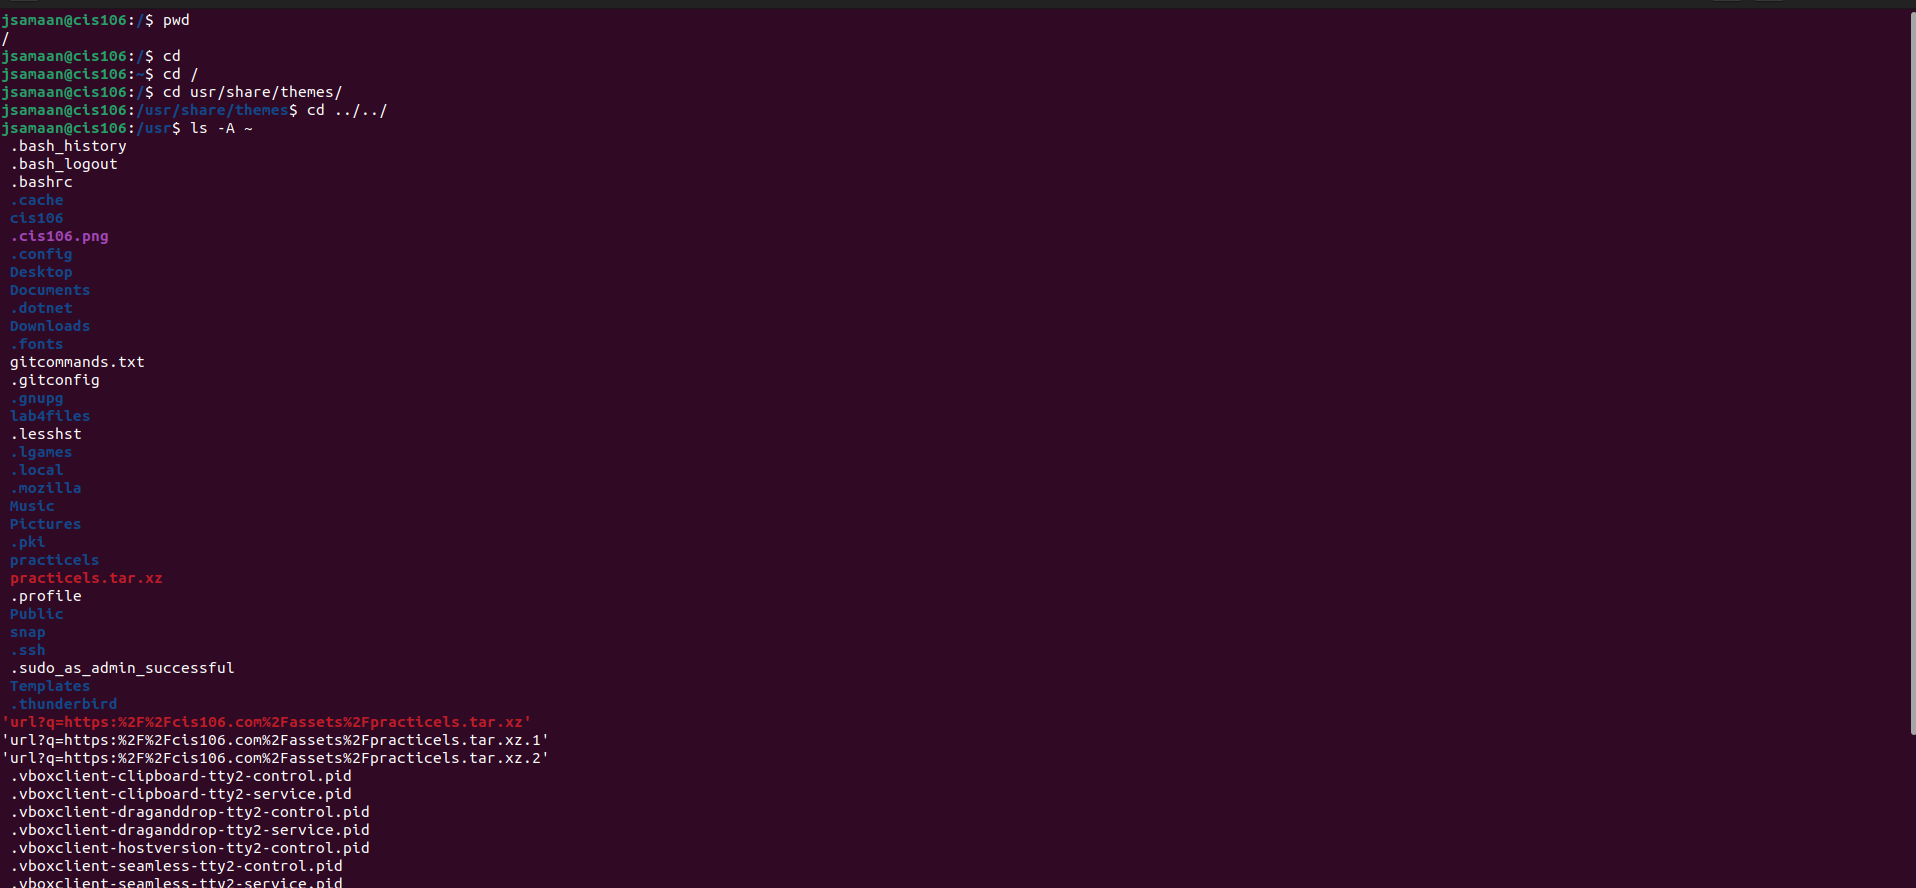 jsamaan@cis106:/$ pwd
/
jsamaan@cis106:/$ cd
jsamaan@cis106:~$ cd /
jsamaan@cis106:/$ cd usr/share/themes/
jsamaan@cis106:/usr/share/themes$ cd ../../
jsamaan@cis106:/usr$ ls -A ~
.bash_history
.bash_logout
.bashrc
.cache
cis106
.cis106.png
.config
Desktop
Documents
.dotnet
Downloads
.fonts
gitcommands.txt
.gitconfig
.gnupg
lab4files
.lesshst
.lgames
.local
.mozilla
Music
Pictures
.pki
practicels
practicels.tar.xz
.profile
Public
snap
.ssh
.sudo_as_admin_successful
Templates
.thunderbird
'url?q=https:%2F%2Fcis106.com%2Fassets%2Fpracticels.tar.xz'
'url?q=https:%2F%2Fcis106.com%2Fassets%2Fpracticels.tar.xz.1'
'url?q=https:%2F%2Fcis106.com%2Fassets%2Fpracticels.tar.xz.2'
.vboxclient-clipboard-tty2-control.pid
.vboxclient-clipboard-tty2-service.pid
.vboxclient-draganddrop-tty2-control.pid
.vboxclient-draganddrop-tty2-service.pid
.vboxclient-hostversion-tty2-control.pid
.vboxclient-seamless-tty2-control.pid
.vboxclient-seamless-tty2-service.pid